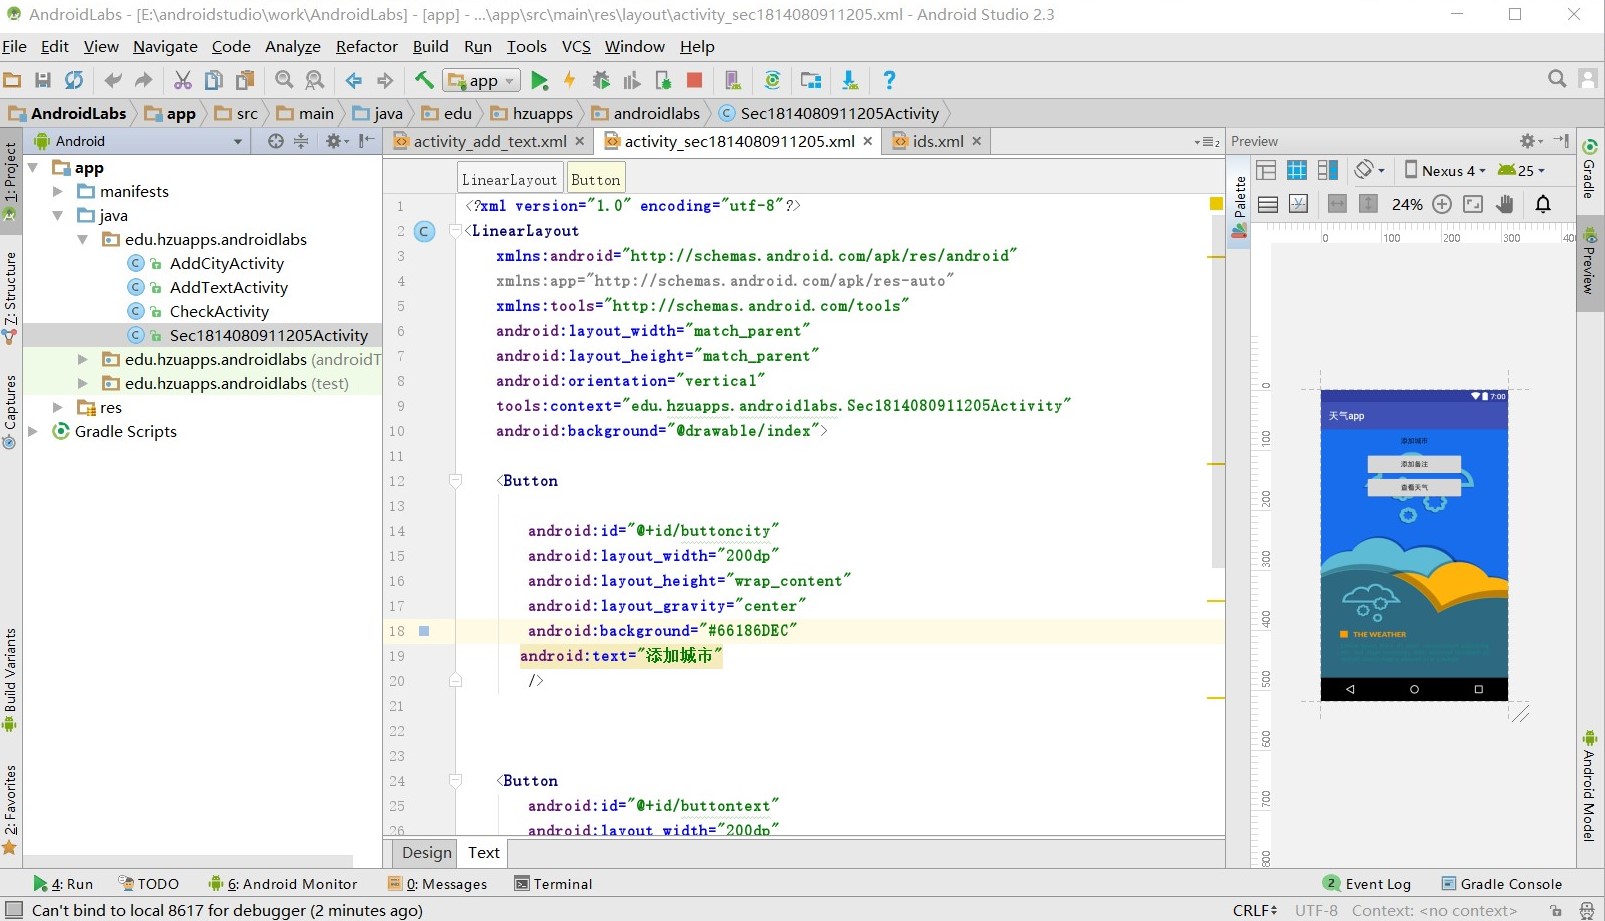 AndroidLabs - [E:\androidstudio\work\AndroidLabs] - [app] - ...\app\src\main\res\layout\activity_sec1814080911205.xml - Android Studio 2.3
File Edit View Navigate Code Analyze Refactor Build Run Tools VCS Window Help
app
AndroidLabs app src main java edu hzuapps androidlabs Sec1814080911205Activity
Android
activity_add_text.xml activity_sec1814080911205.xml ids.xml
Preview
1: Project
Z: Structure
Captures
Build Variants
2: Favorites
app
manifests
java
edu.hzuapps.androidlabs
AddCityActivity
AddTextActivity
CheckActivity
Sec1814080911205Activity
edu.hzuapps.androidlabs (androidT
edu.hzuapps.androidlabs (test)
res
Gradle Scripts
LinearLayout Button
1 <?xml version="1.0" encoding="utf-8"?>
2 <LinearLayout
3 xmlns:android="http://schemas.android.com/apk/res/android"
4 xmlns:app="http://schemas.android.com/apk/res-auto"
5 xmlns:tools="http://schemas.android.com/tools"
6 android:layout_width="match_parent"
7 android:layout_height="match_parent"
8 android:orientation="vertical"
9 tools:context="edu.hzuapps.androidlabs.Sec1814080911205Activity"
10 android:background="@drawable/index">
11
12 <Button
13
14 android:id="@+id/buttoncity"
15 android:layout_width="200dp"
16 android:layout_height="wrap_content"
17 android:layout_gravity="center"
18 android:background="#66186DEC"
19 android:text="添加城市"
20 />
21
22
23
24 <Button
25 android:id="@+id/buttontext"
26 android:layout_width="200dp"
Design Text
Palette
Nexus 4 25
24%
0 100 200 300 400
0
100
200
300
400
500
600
700
800
7:00
天气app
添加城市
添加备注
查看天气
THE WEATHER
Gradle
Preview
Android Model
4: Run TODO 6: Android Monitor 0: Messages Terminal 2 Event Log Gradle Console
Can't bind to local 8617 for debugger (2 minutes ago) CRLF UTF-8 Context: <no context>